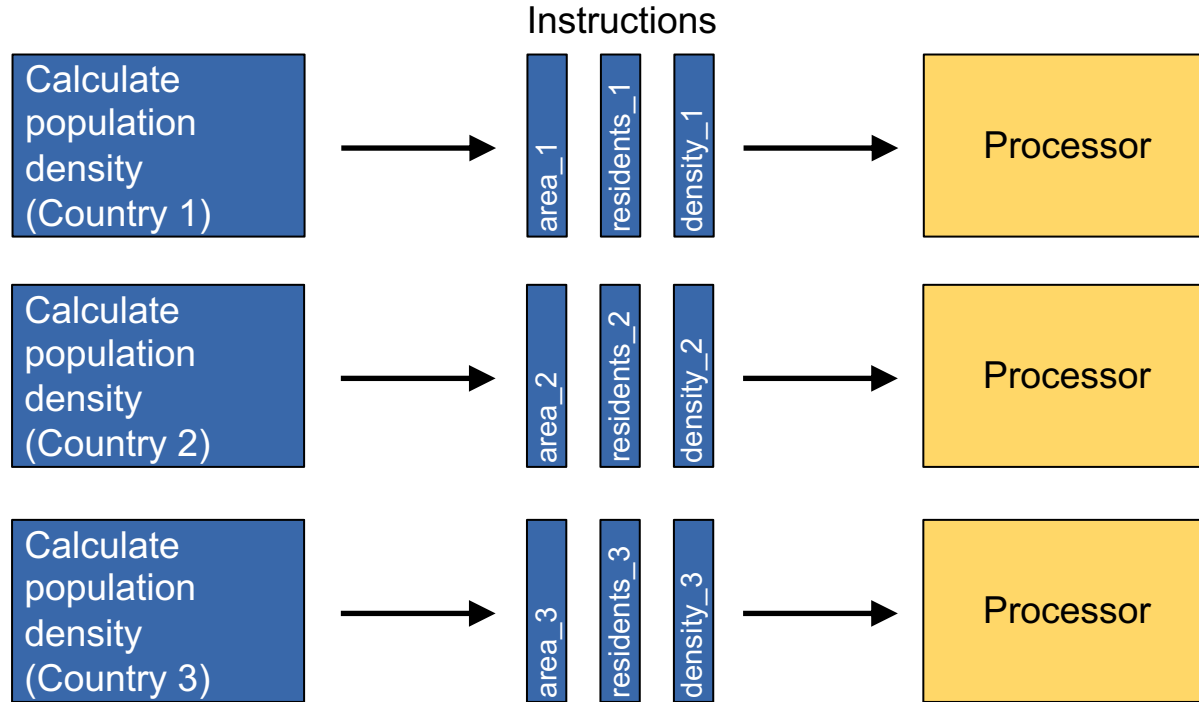 Instructions
Calculate
population
density
(Country 1)
area_1
residents_1
density_1
Processor
Calculate
population
density
(Country 2)
area_2
residents_2
density_2
Processor
Calculate
population
density
(Country 3)
area_3
residents_3
density_3
Processor